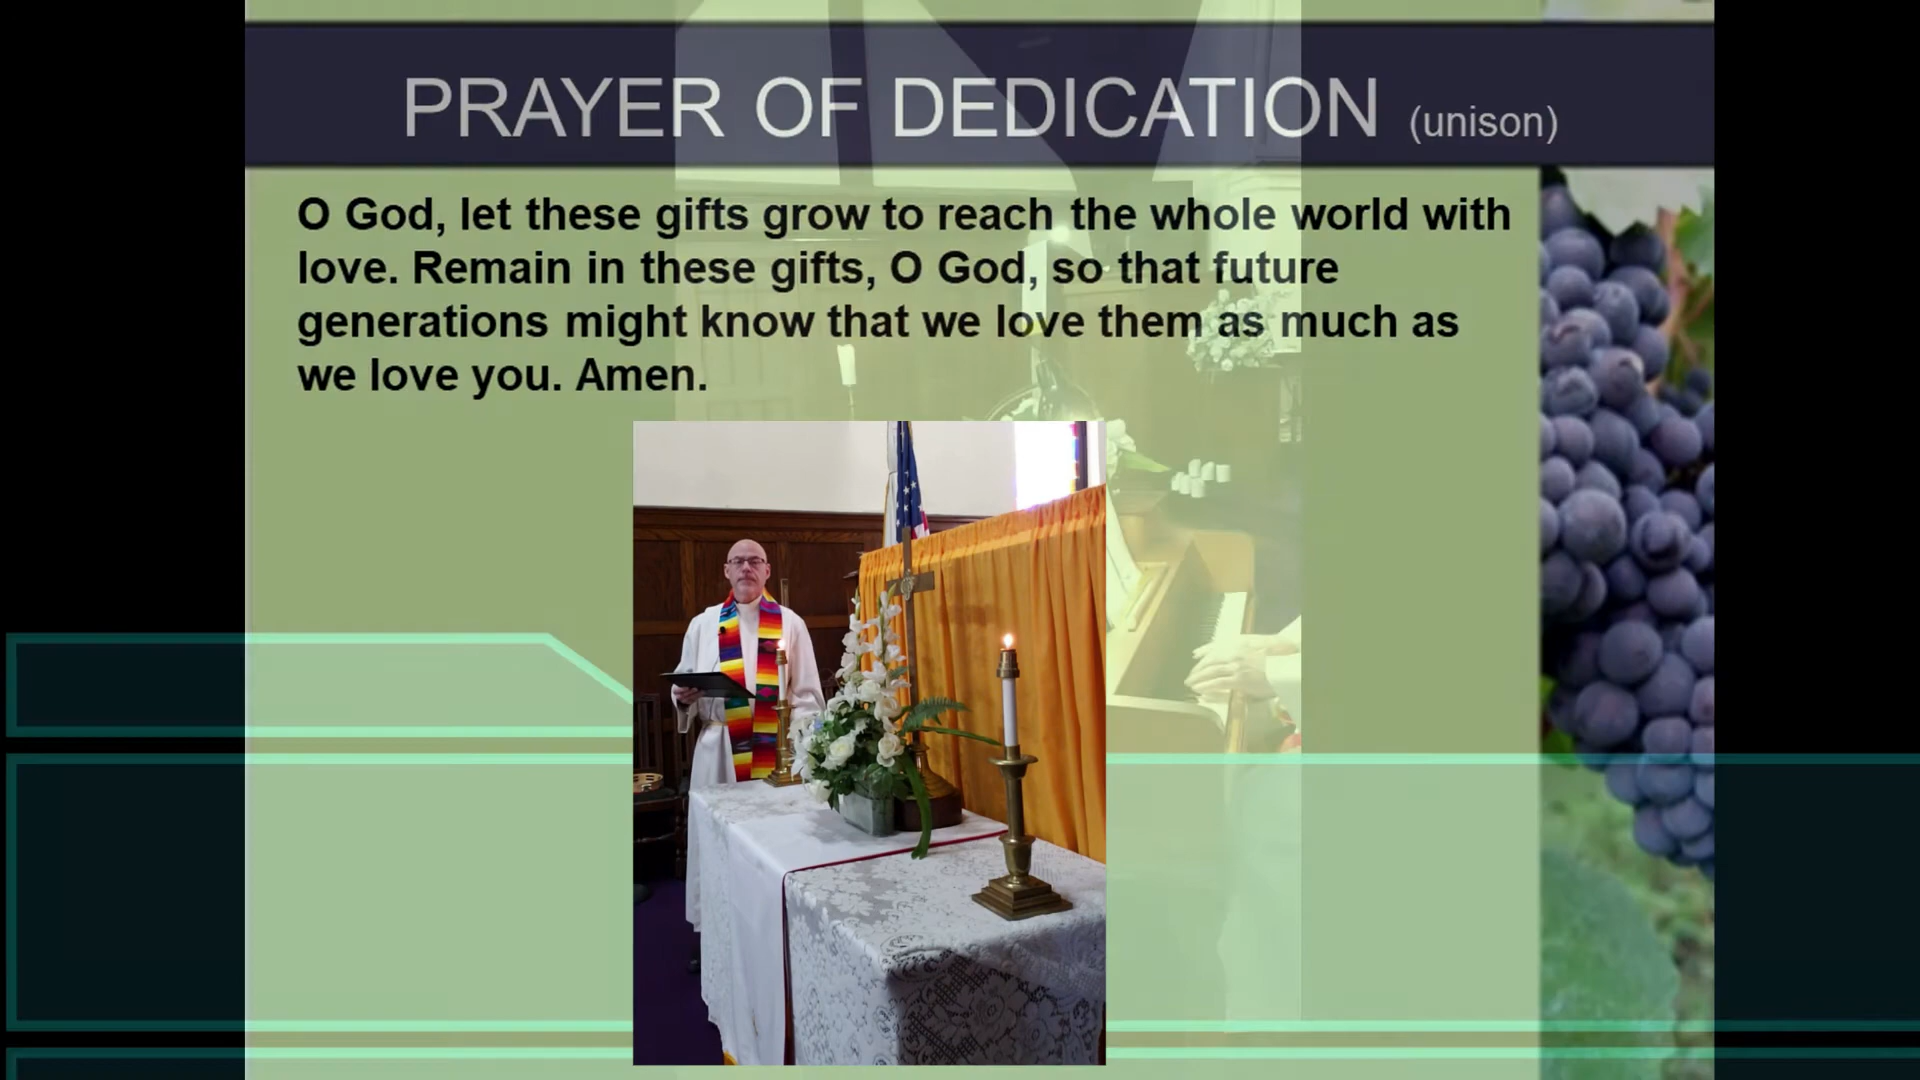 PRAYER OF DEDICATION (unison)
O God, let these gifts grow to reach the whole world with
love. Remain in these gifts, O God, so that future
generations might know that we love them as much as
we love you. Amen.